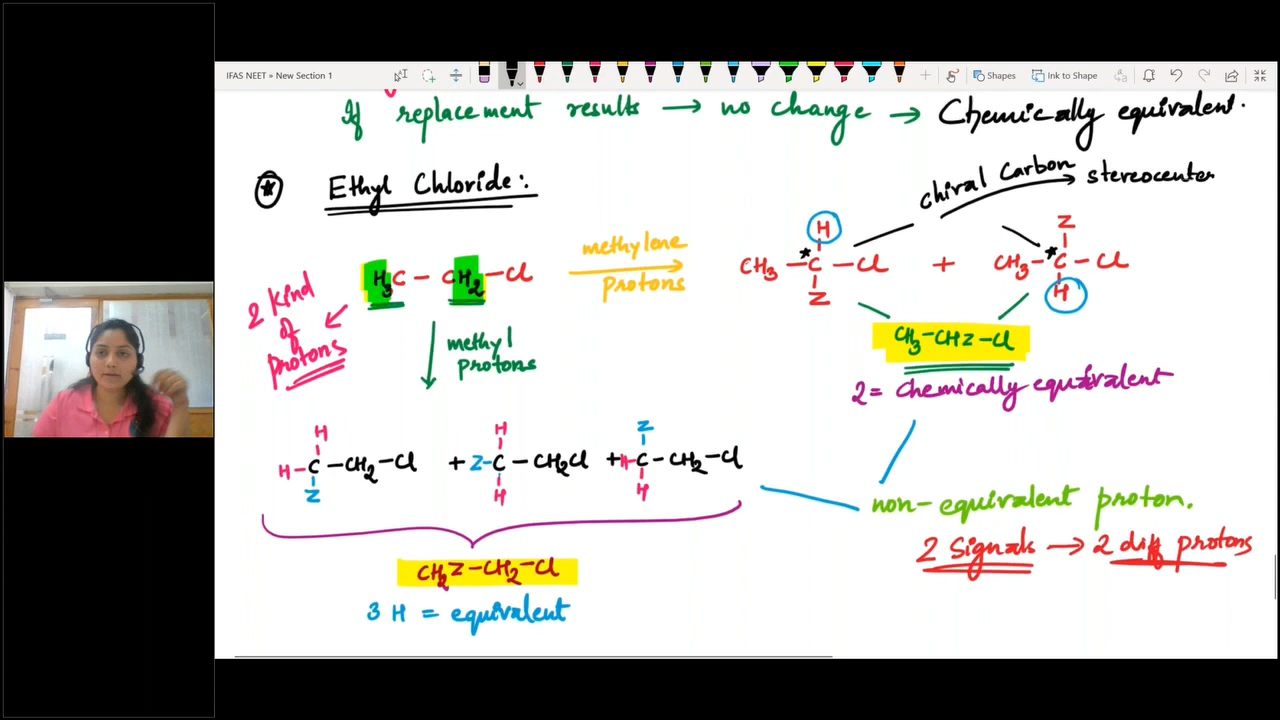 IFAS NEET » New Section 1
Shapes
Ink to Shape
If replacement results → no change → Chemically equivalent.
* Ethyl Chloride:
chiral Carbon → stereocenter
H₃C – CH₂ – Cl
methylene
protons
H
CH₃ – C – Cl
*
Z
+
Z
CH₃ – C – Cl
*
H
2 kind
of
protons
methyl
protons
CH₃–CHZ–Cl
2 = chemically equivalent
H
H–C–CH₂–Cl
Z
+
H
Z–C–CH₂Cl
H
+
Z
H–C–CH₂–Cl
H
non-equivalent proton.
2 Signals → 2 diff protons
CH₂Z–CH₂–Cl
3 H = equivalent